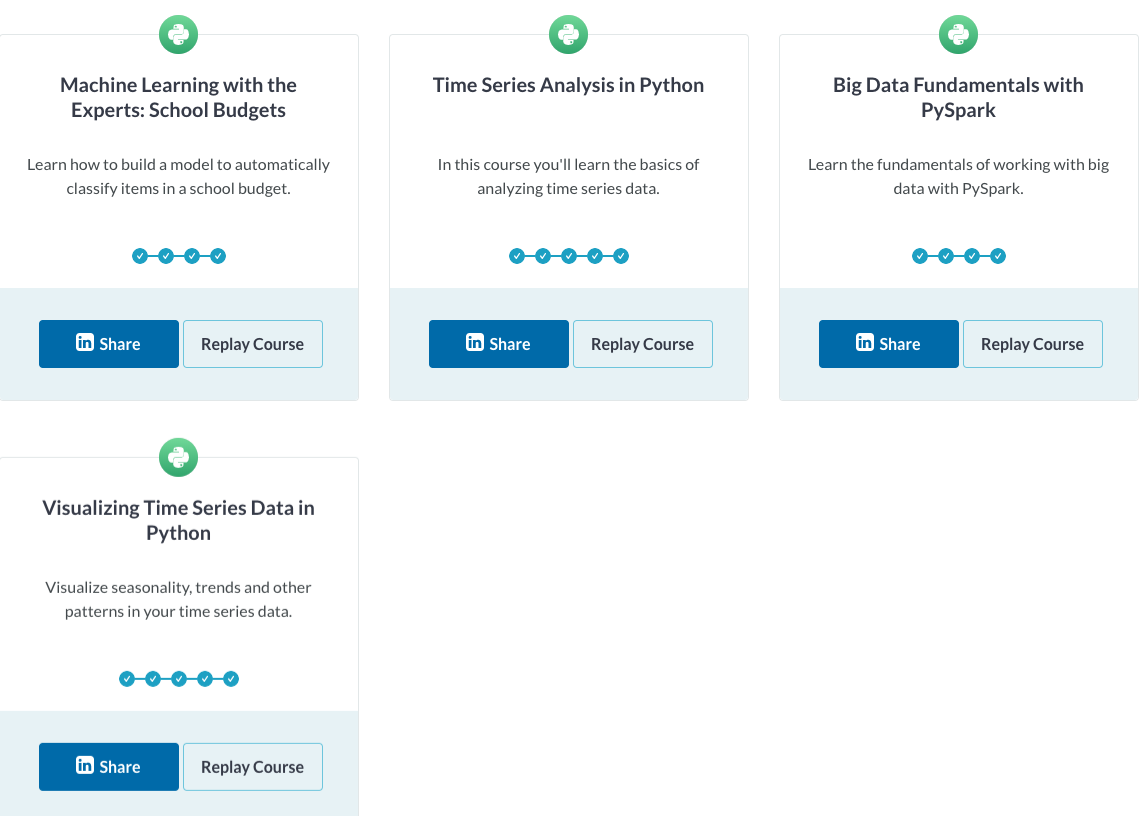 Machine Learning with the
Experts: School Budgets
Learn how to build a model to automatically
classify items in a school budget.
in Share
Replay Course
Time Series Analysis in Python
In this course you'll learn the basics of
analyzing time series data.
in Share
Replay Course
Big Data Fundamentals with
PySpark
Learn the fundamentals of working with big
data with PySpark.
in Share
Replay Course
Visualizing Time Series Data in
Python
Visualize seasonality, trends and other
patterns in your time series data.
in Share
Replay Course